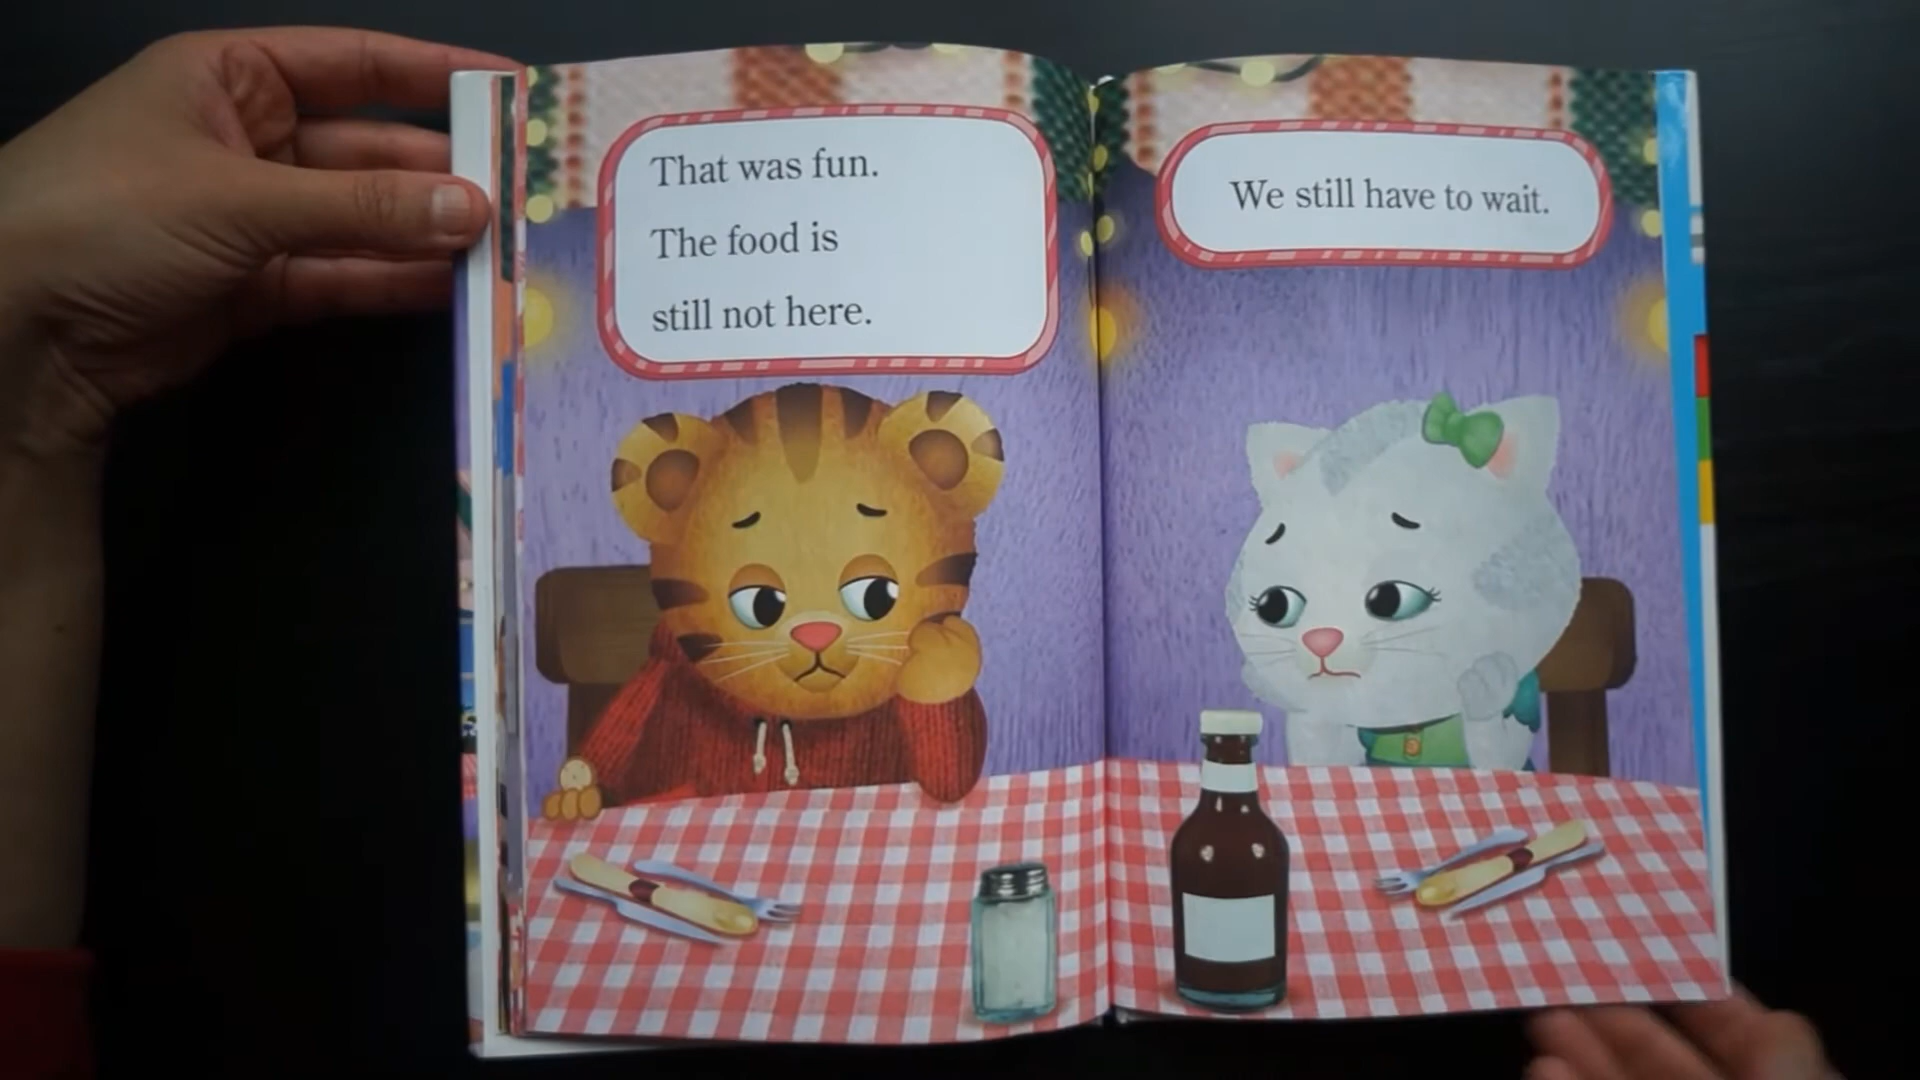 That was fun.
The food is
still not here.
We still have to wait.